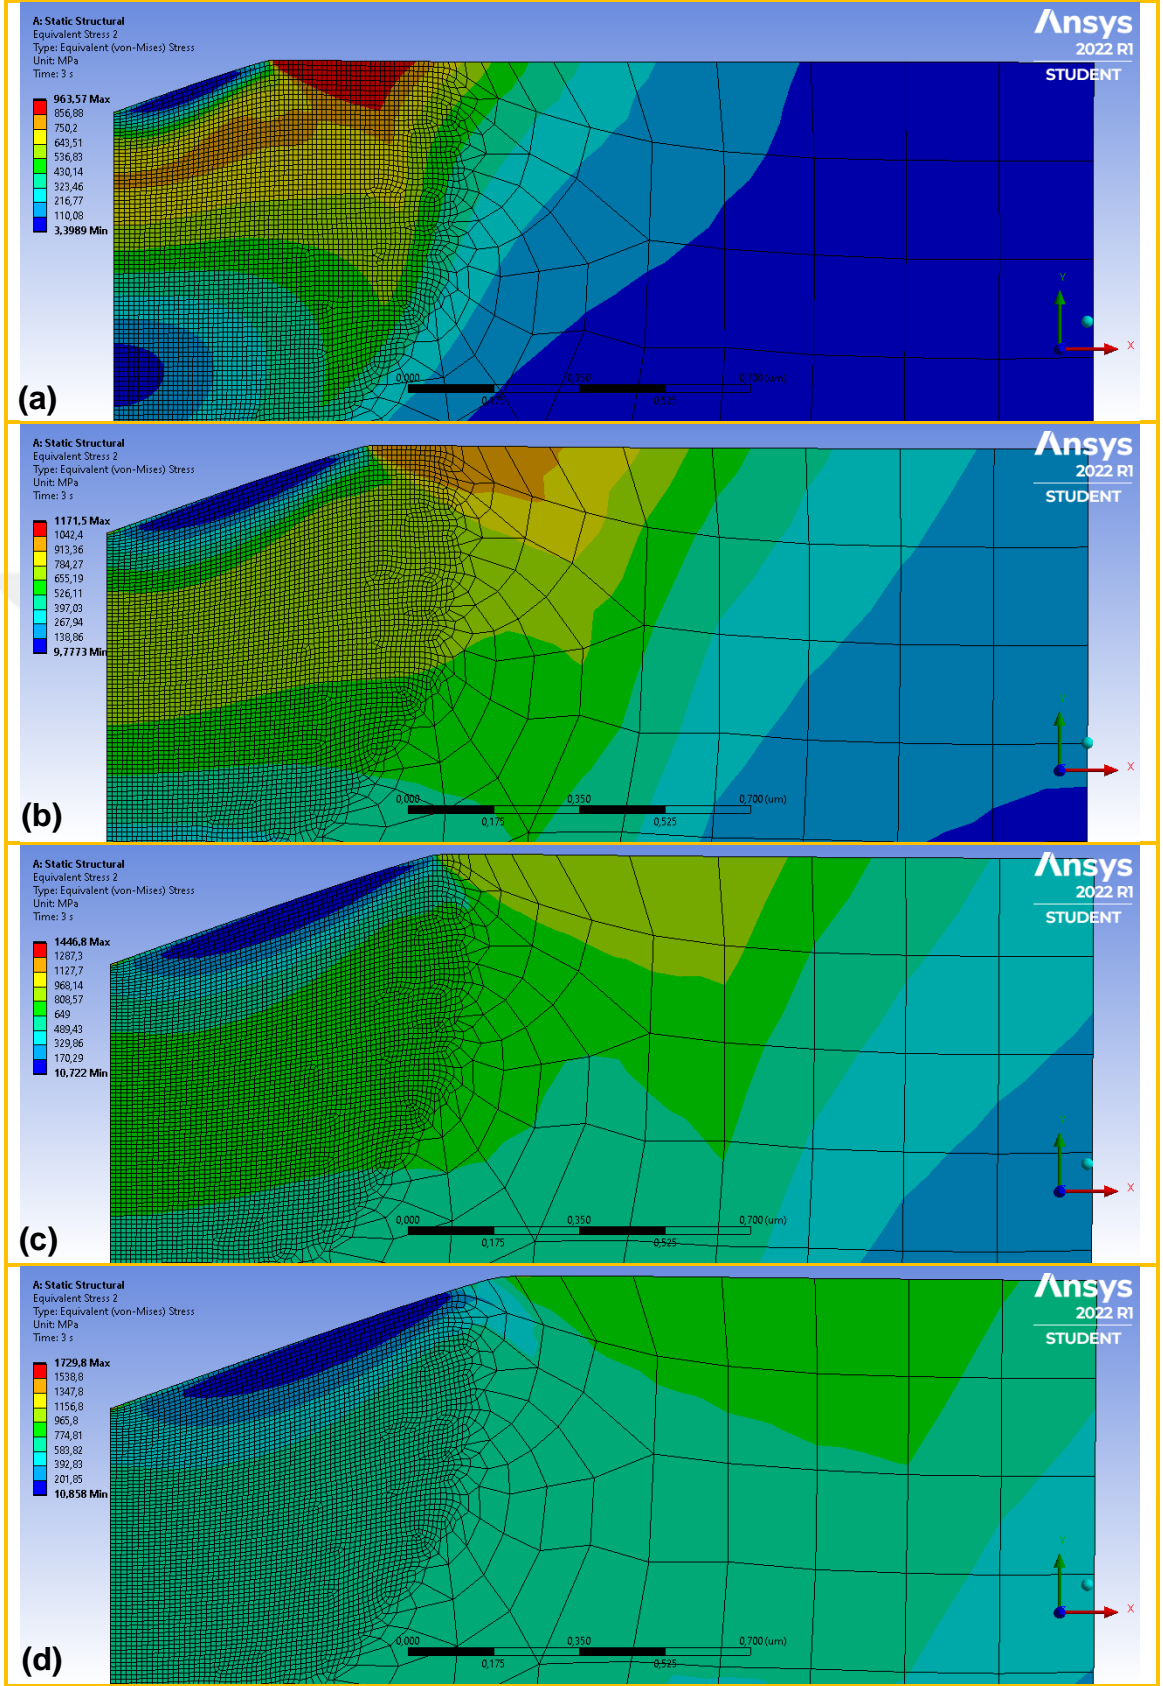 A: Static Structural
Equivalent Stress 2
Type: Equivalent (von-Mises) Stress
Unit: MPa
Time: 3 s
963,57 Max
856,88
750,2
643,51
536,83
430,14
323,46
216,77
110,08
3,3989 Min
Ansys
2022 R1
STUDENT
Y
X
0,000
0,350
0,700 (um)
0,175
0,525
(a)
A: Static Structural
Equivalent Stress 2
Type: Equivalent (von-Mises) Stress
Unit: MPa
Time: 3 s
1171,5 Max
1042,4
913,36
784,27
655,19
526,11
397,03
267,94
138,86
9,7773 Min
Ansys
2022 R1
STUDENT
Y
X
0,000
0,350
0,700 (um)
0,175
0,525
(b)
A: Static Structural
Equivalent Stress 2
Type: Equivalent (von-Mises) Stress
Unit: MPa
Time: 3 s
1446,8 Max
1287,3
1127,7
968,14
808,57
649
489,43
329,86
170,29
10,722 Min
Ansys
2022 R1
STUDENT
Y
X
0,000
0,350
0,700 (um)
0,175
0,525
(c)
A: Static Structural
Equivalent Stress 2
Type: Equivalent (von-Mises) Stress
Unit: MPa
Time: 3 s
1729,8 Max
1538,8
1347,8
1156,8
965,8
774,81
583,82
392,83
201,85
10,858 Min
Ansys
2022 R1
STUDENT
Y
X
0,000
0,350
0,700 (um)
0,175
0,525
(d)